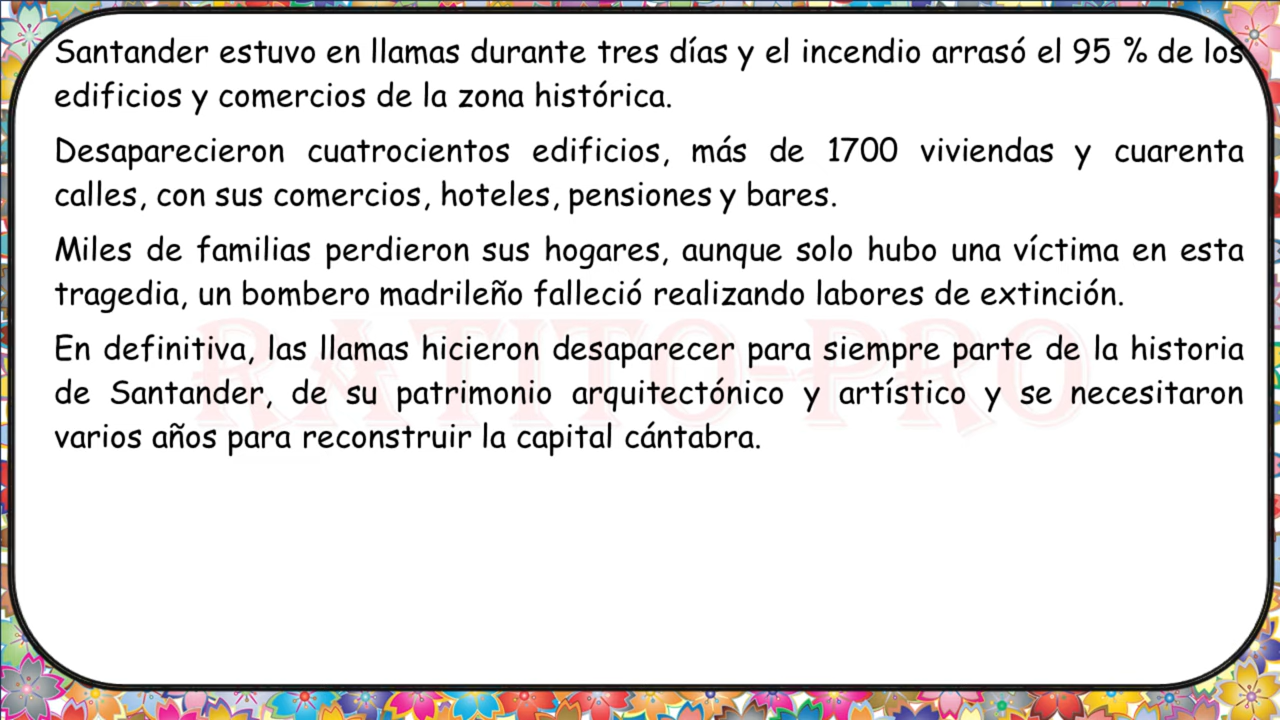 Santander estuvo en llamas durante tres días y el incendio arrasó el 95 % de los
edificios y comercios de la zona histórica.
Desaparecieron cuatrocientos edificios, más de 1700 viviendas y cuarenta
calles, con sus comercios, hoteles, pensiones y bares.
Miles de familias perdieron sus hogares, aunque solo hubo una víctima en esta
tragedia, un bombero madrileño falleció realizando labores de extinción.
En definitiva, las llamas hicieron desaparecer para siempre parte de la historia
de Santander, de su patrimonio arquitectónico y artístico y se necesitaron
varios años para reconstruir la capital cántabra.
RATITO-PRO